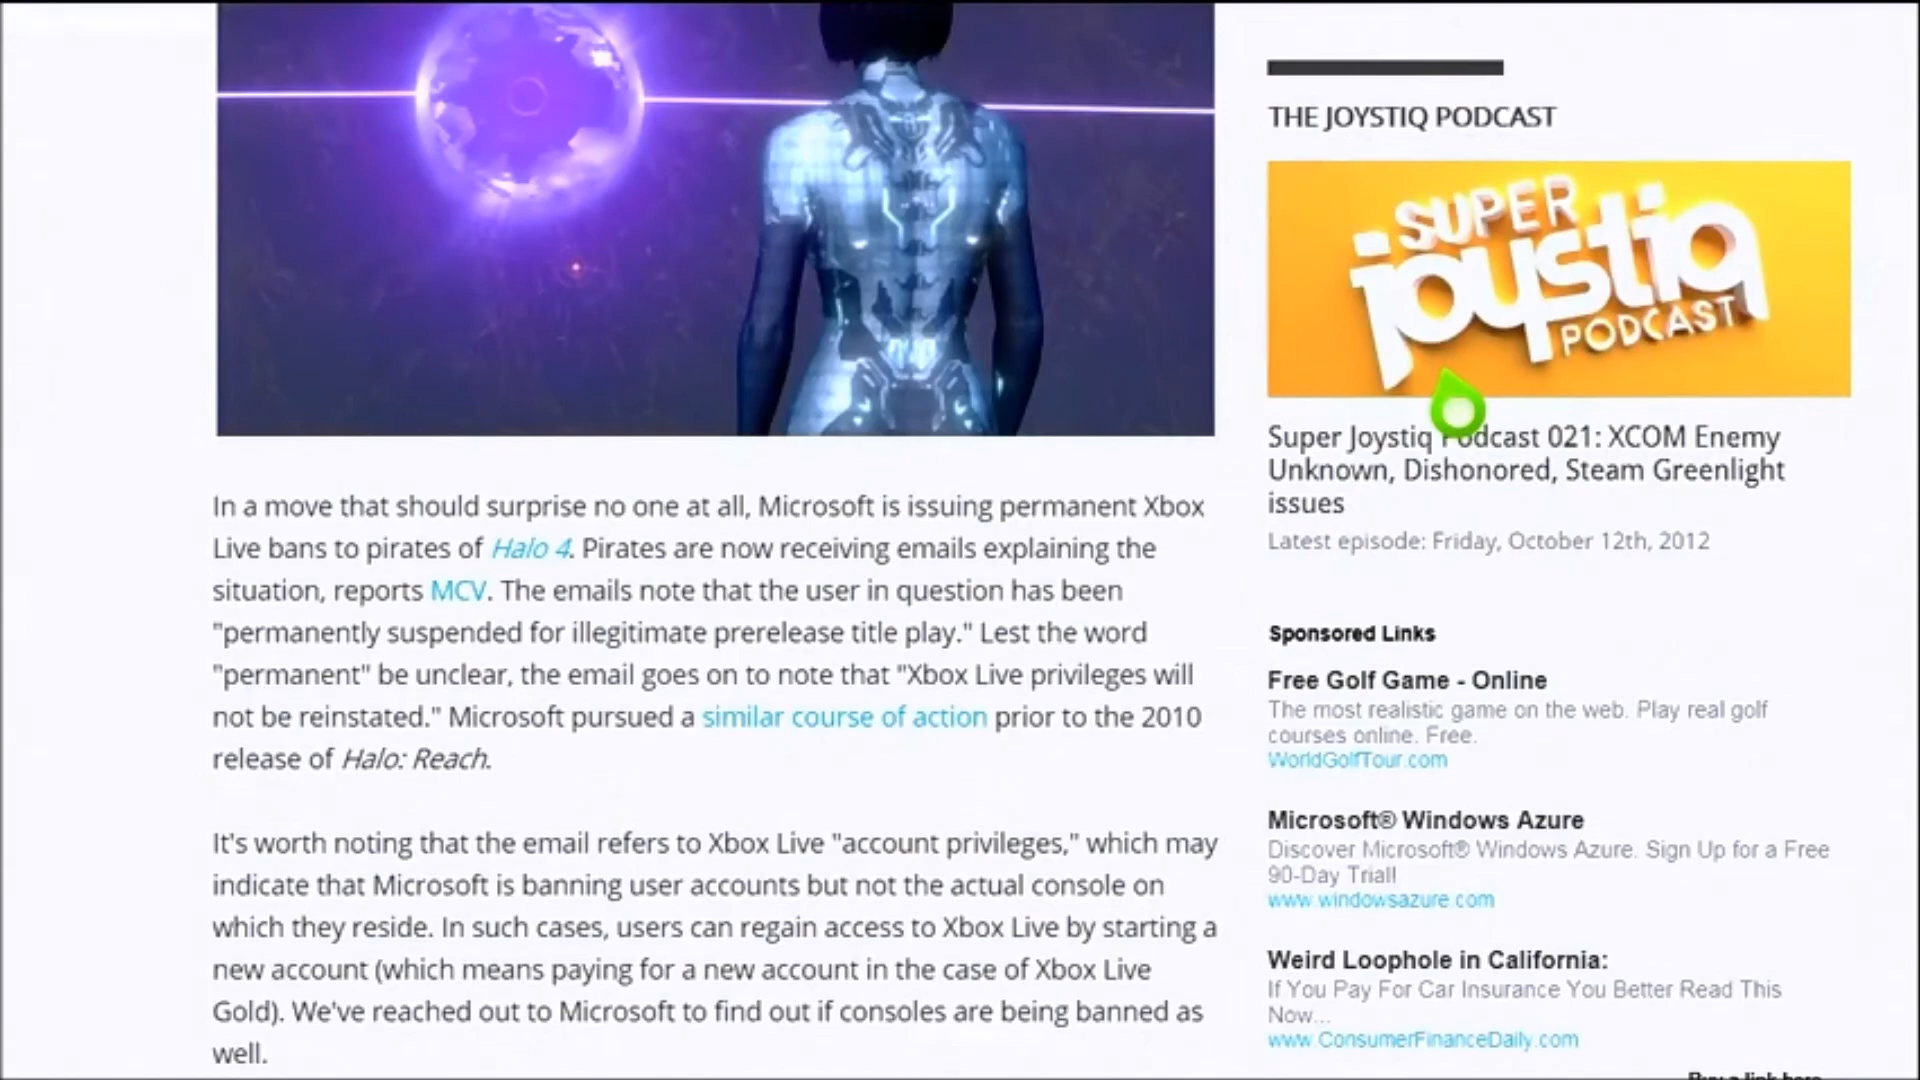 In a move that should surprise no one at all, Microsoft is issuing permanent Xbox
Live bans to pirates of Halo 4. Pirates are now receiving emails explaining the
situation, reports MCV. The emails note that the user in question has been
"permanently suspended for illegitimate prerelease title play." Lest the word
"permanent" be unclear, the email goes on to note that "Xbox Live privileges will
not be reinstated." Microsoft pursued a similar course of action prior to the 2010
release of Halo: Reach.
It's worth noting that the email refers to Xbox Live "account privileges," which may
indicate that Microsoft is banning user accounts but not the actual console on
which they reside. In such cases, users can regain access to Xbox Live by starting a
new account (which means paying for a new account in the case of Xbox Live
Gold). We've reached out to Microsoft to find out if consoles are being banned as
well.
THE JOYSTIQ PODCAST
SUPER
joystiq
PODCAST
Super Joystiq Podcast 021: XCOM Enemy
Unknown, Dishonored, Steam Greenlight
issues
Latest episode: Friday, October 12th, 2012
Sponsored Links
Free Golf Game - Online
The most realistic game on the web. Play real golf
courses online. Free.
WorldGolfTour.com
Microsoft® Windows Azure
Discover Microsoft® Windows Azure. Sign Up for a Free
90-Day Trial!
www.windowsazure.com
Weird Loophole in California:
If You Pay For Car Insurance You Better Read This
Now...
www.ConsumerFinanceDaily.com
Buy a link here